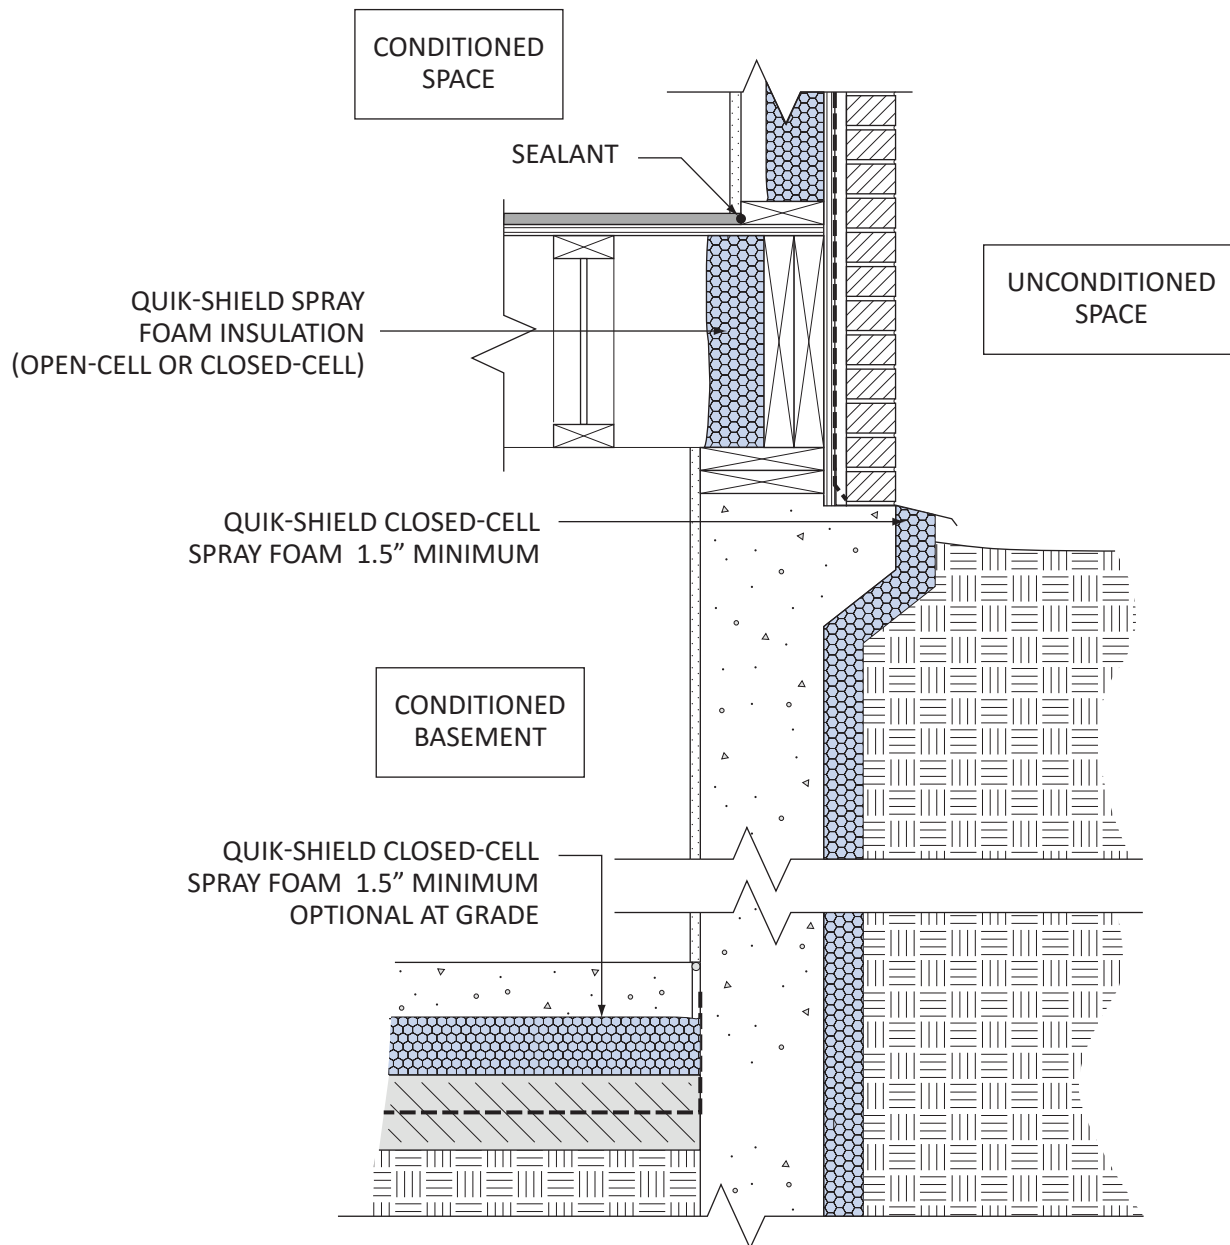 CONDITIONED
SPACE
SEALANT
UNCONDITIONED
SPACE
QUIK-SHIELD SPRAY
FOAM INSULATION
(OPEN-CELL OR CLOSED-CELL)
QUIK-SHIELD CLOSED-CELL
SPRAY FOAM 1.5” MINIMUM
CONDITIONED
BASEMENT
QUIK-SHIELD CLOSED-CELL
SPRAY FOAM 1.5” MINIMUM
OPTIONAL AT GRADE